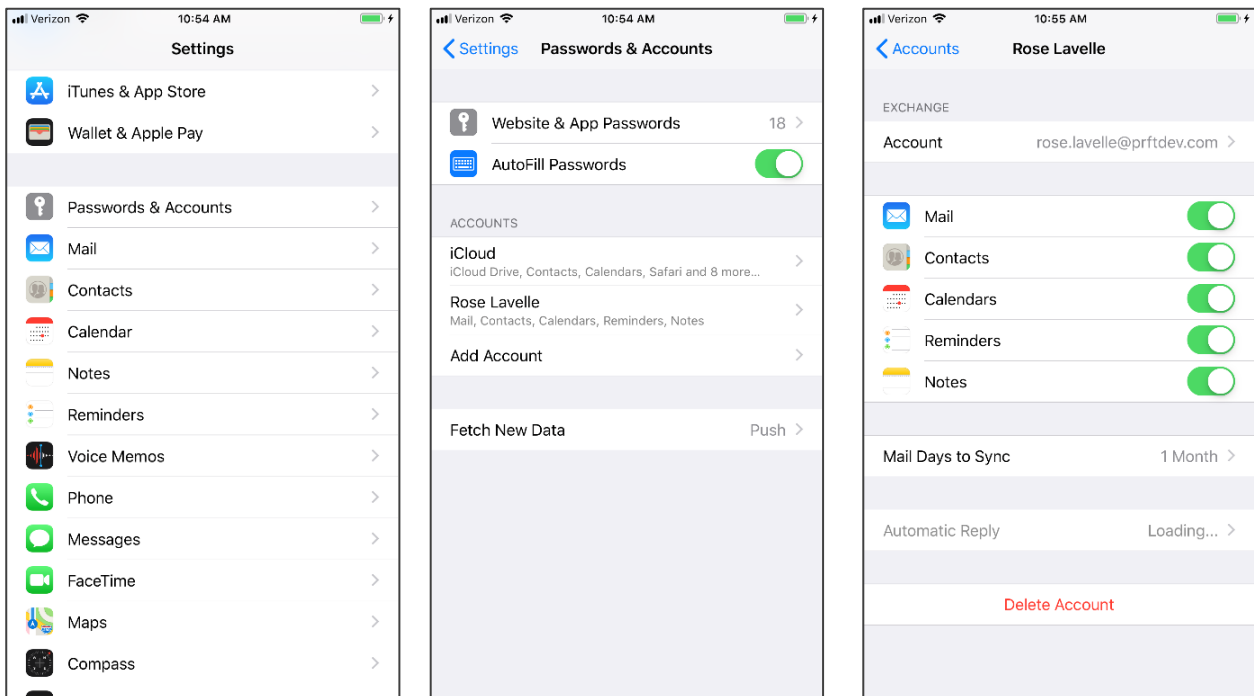 Verizon 10:54 AM
Settings
iTunes & App Store
Wallet & Apple Pay
Passwords & Accounts
Mail
Contacts
Calendar
Notes
Reminders
Voice Memos
Phone
Messages
FaceTime
Maps
Compass
Verizon 10:54 AM
Settings Passwords & Accounts
Website & App Passwords 18
AutoFill Passwords
ACCOUNTS
iCloud
iCloud Drive, Contacts, Calendars, Safari and 8 more...
Rose Lavelle
Mail, Contacts, Calendars, Reminders, Notes
Add Account
Fetch New Data Push
Verizon 10:55 AM
Accounts Rose Lavelle
EXCHANGE
Account rose.lavelle@prftdev.com
Mail
Contacts
Calendars
Reminders
Notes
Mail Days to Sync 1 Month
Automatic Reply Loading...
Delete Account